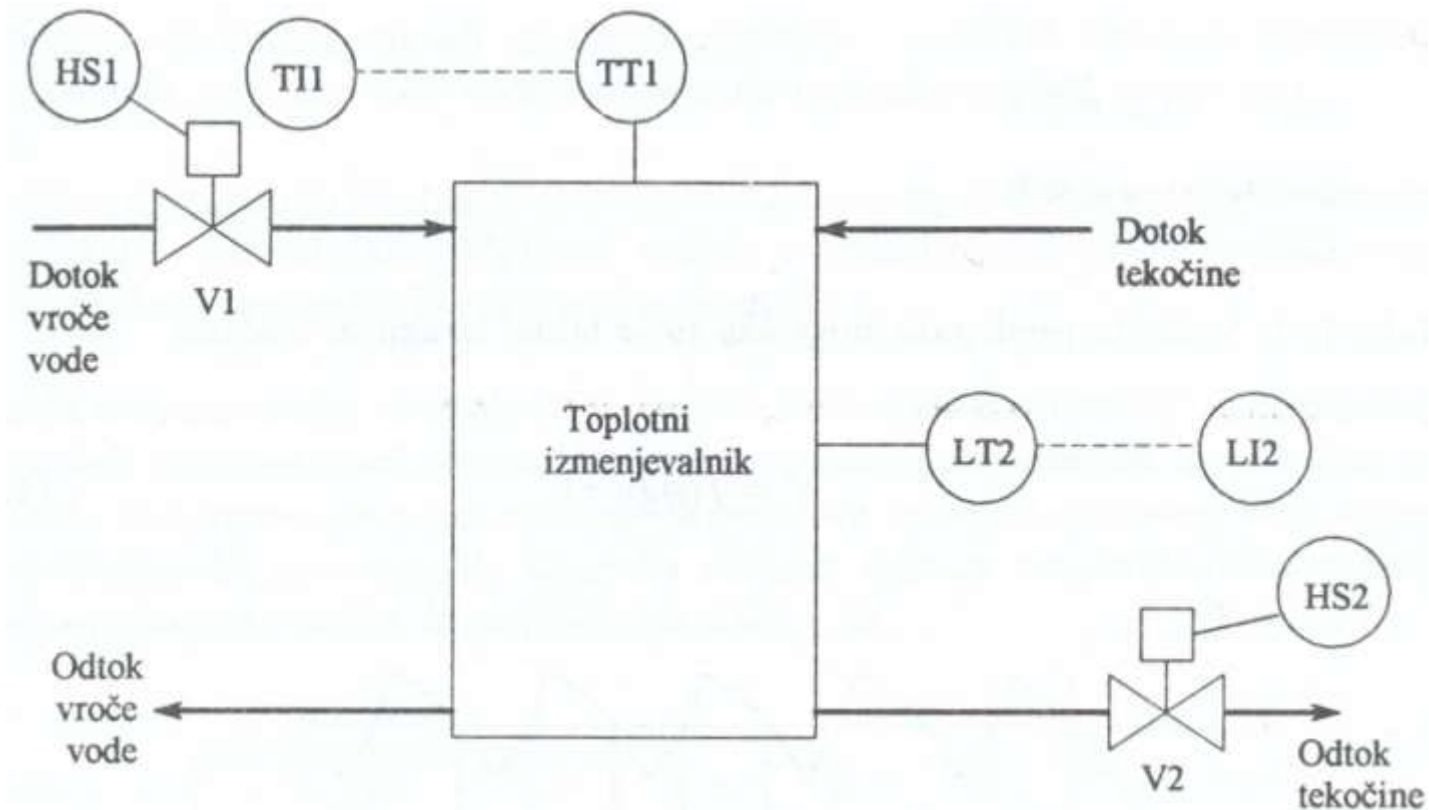 HS1
TI1
TT1
Dotok
vroče
vode
V1
Dotok
tekočine
Toplotni
izmenjevalnik
LT2
LI2
HS2
Odtok
vroče
vode
V2
Odtok
tekočine